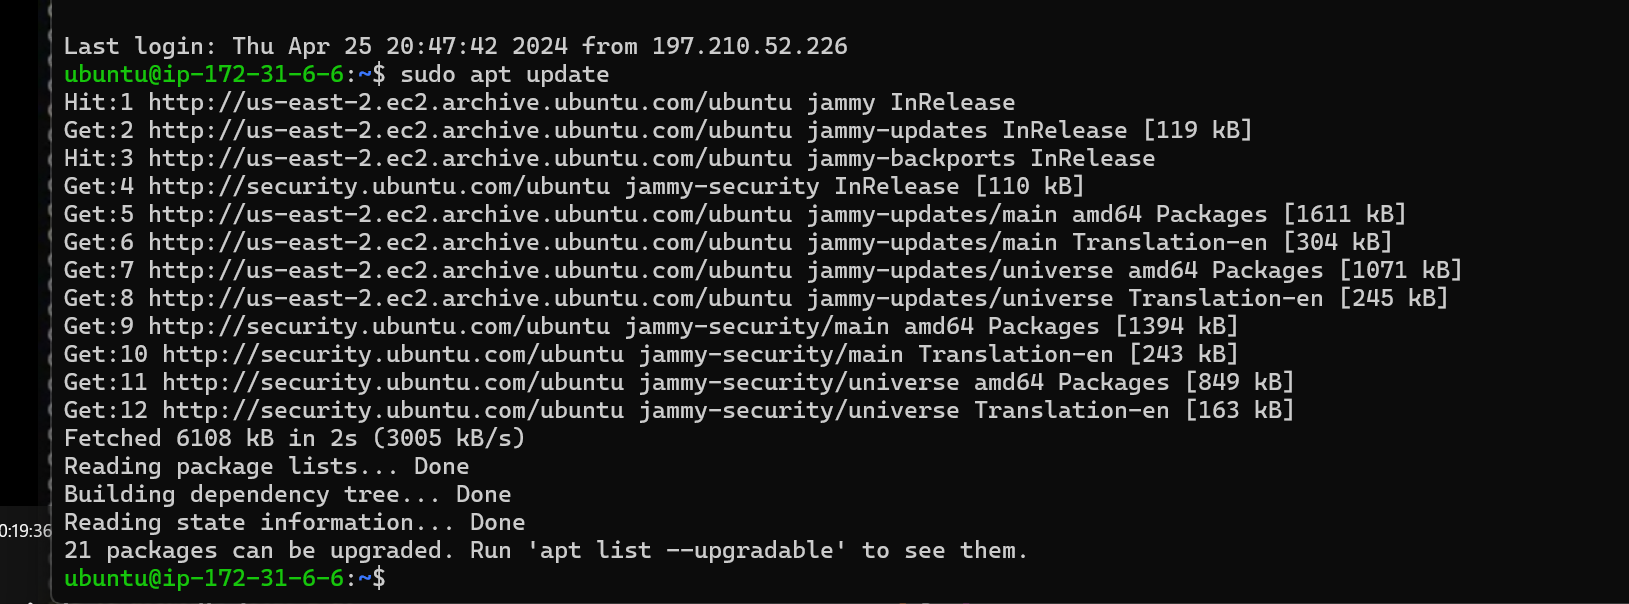 Last login: Thu Apr 25 20:47:42 2024 from 197.210.52.226
ubuntu@ip-172-31-6-6:~$ sudo apt update
Hit:1 http://us-east-2.ec2.archive.ubuntu.com/ubuntu jammy InRelease
Get:2 http://us-east-2.ec2.archive.ubuntu.com/ubuntu jammy-updates InRelease [119 kB]
Hit:3 http://us-east-2.ec2.archive.ubuntu.com/ubuntu jammy-backports InRelease
Get:4 http://security.ubuntu.com/ubuntu jammy-security InRelease [110 kB]
Get:5 http://us-east-2.ec2.archive.ubuntu.com/ubuntu jammy-updates/main amd64 Packages [1611 kB]
Get:6 http://us-east-2.ec2.archive.ubuntu.com/ubuntu jammy-updates/main Translation-en [304 kB]
Get:7 http://us-east-2.ec2.archive.ubuntu.com/ubuntu jammy-updates/universe amd64 Packages [1071 kB]
Get:8 http://us-east-2.ec2.archive.ubuntu.com/ubuntu jammy-updates/universe Translation-en [245 kB]
Get:9 http://security.ubuntu.com/ubuntu jammy-security/main amd64 Packages [1394 kB]
Get:10 http://security.ubuntu.com/ubuntu jammy-security/main Translation-en [243 kB]
Get:11 http://security.ubuntu.com/ubuntu jammy-security/universe amd64 Packages [849 kB]
Get:12 http://security.ubuntu.com/ubuntu jammy-security/universe Translation-en [163 kB]
Fetched 6108 kB in 2s (3005 kB/s)
Reading package lists... Done
Building dependency tree... Done
Reading state information... Done
0:19:36
21 packages can be upgraded. Run 'apt list --upgradable' to see them.
ubuntu@ip-172-31-6-6:~$